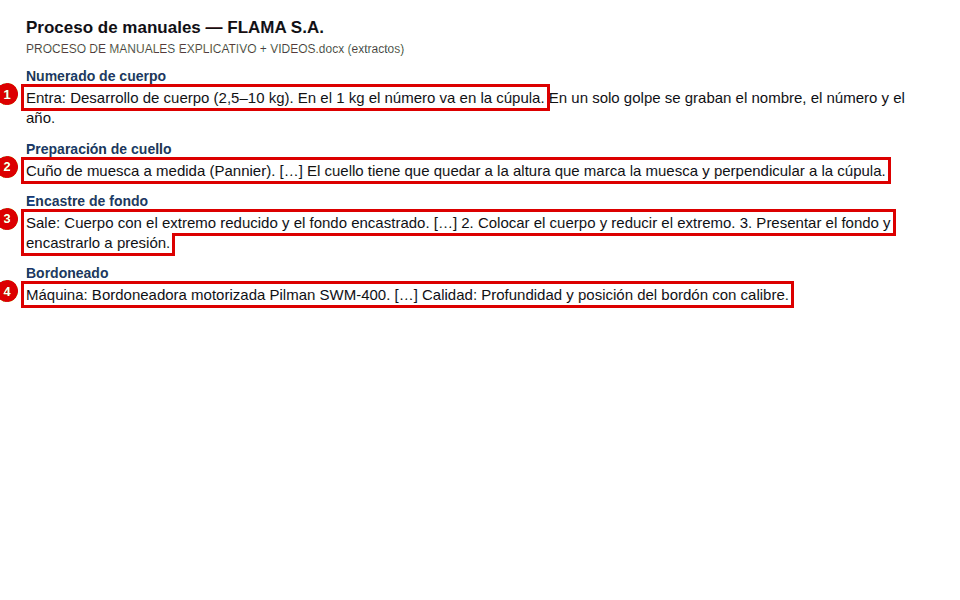 Proceso de manuales — FLAMA S.A.
PROCESO DE MANUALES EXPLICATIVO + VIDEOS.docx (extractos)
Numerado de cuerpo
1 Entra: Desarrollo de cuerpo (2,5–10 kg). En el 1 kg el número va en la cúpula. En un solo golpe se graban el nombre, el número y el
año.
Preparación de cuello
2 Cuño de muesca a medida (Pannier). […] El cuello tiene que quedar a la altura que marca la muesca y perpendicular a la cúpula.
Encastre de fondo
3 Sale: Cuerpo con el extremo reducido y el fondo encastrado. […] 2. Colocar el cuerpo y reducir el extremo. 3. Presentar el fondo y
encastrarlo a presión.
Bordoneado
4 Máquina: Bordoneadora motorizada Pilman SWM-400. […] Calidad: Profundidad y posición del bordón con calibre.